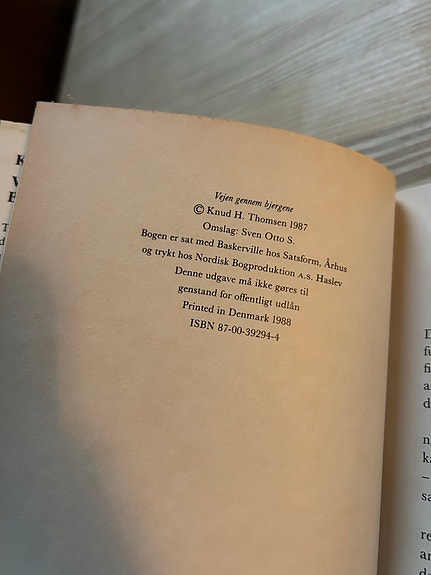 Vejen gennem bjergene
© Knud H. Thomsen 1987
Omslag: Sven Otto S.
Bogen er sat med Baskerville hos Satsform, Århus
og trykt hos Nordisk Bogproduktion A.S. Haslev
Denne udgave må ikke gøres til
genstand for offentligt udlån
Printed in Denmark 1988
ISBN 87-00-39294-4